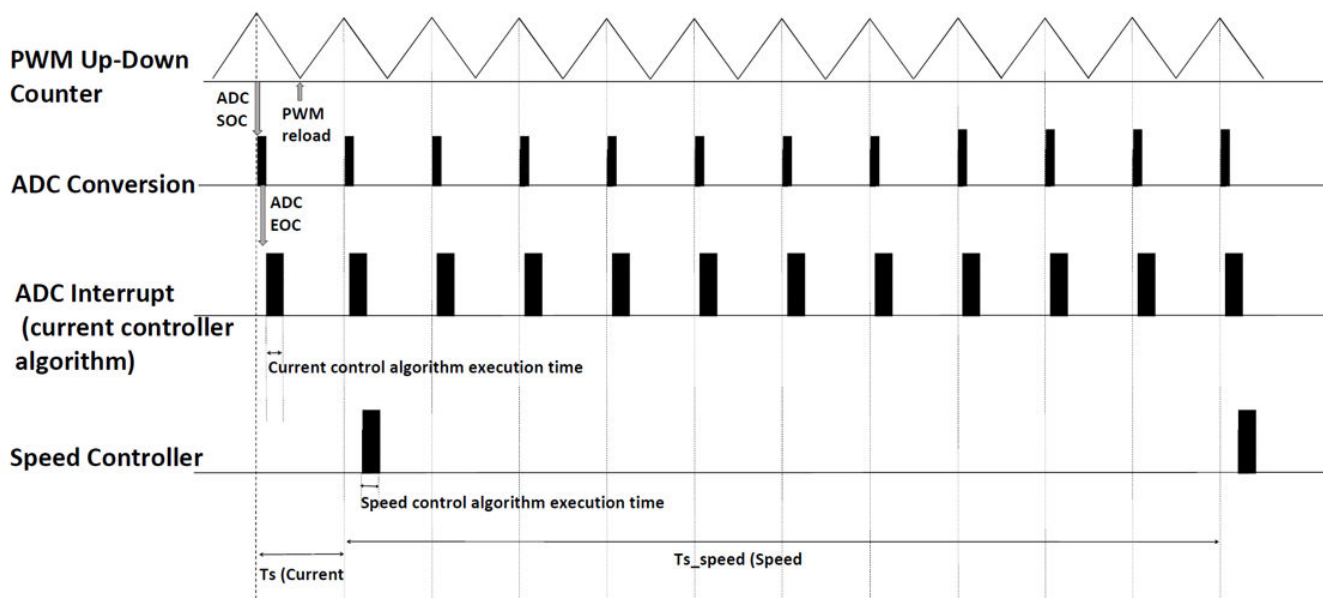 PWM Up-Down
Counter
ADC
SOC
PWM
reload
ADC Conversion
ADC
EOC
ADC Interrupt
(current controller
algorithm)
Current control algorithm execution time
Speed Controller
Speed control algorithm execution time
Ts (Current
Ts_speed (Speed